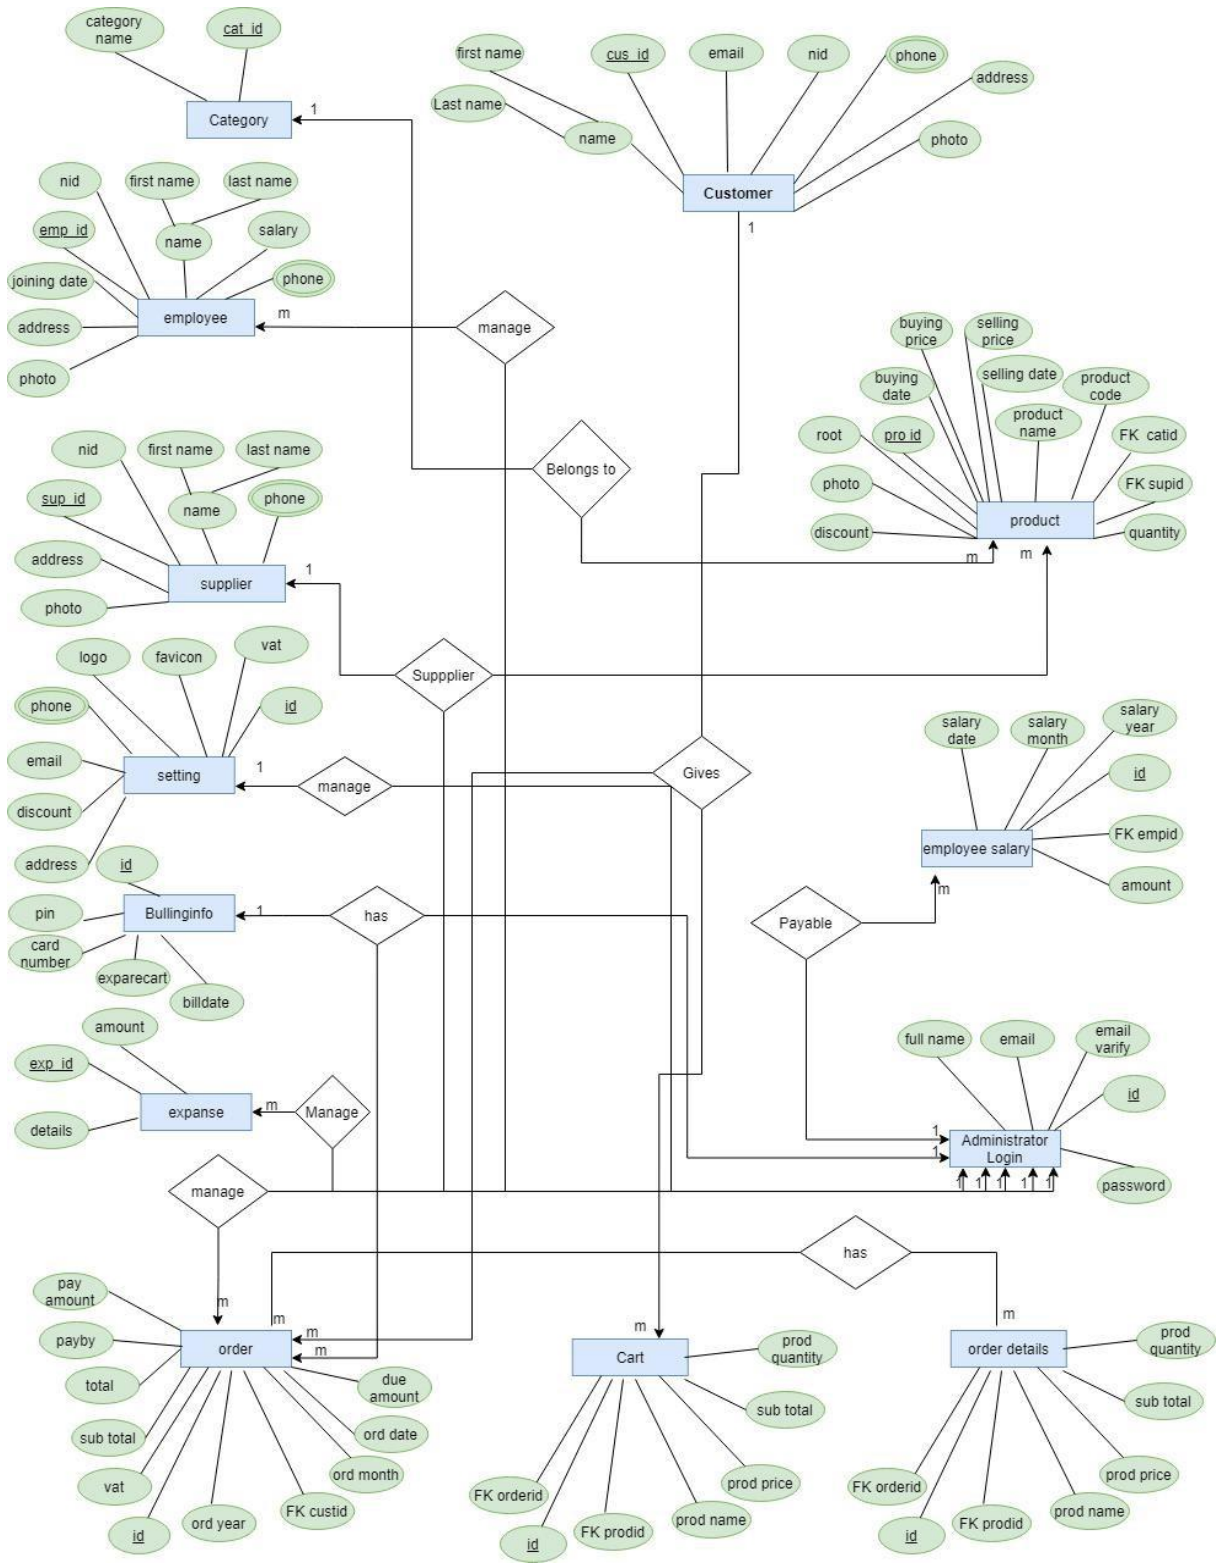 category
name
cat_id
Category
1
first name
Last name
name
cus_id
email
nid
phone
address
photo
Customer
1
nid
first name
last name
emp_id
name
salary
joining date
phone
address
employee
photo
m
manage
buying
price
selling
price
buying
date
selling date
product
code
root
pro id
product
name
FK catid
photo
FK supid
discount
product
quantity
m
m
Belongs to
nid
first name
last name
sup_id
name
phone
address
photo
supplier
1
Suppplier
logo
favicon
vat
phone
id
email
discount
address
setting
1
manage
Gives
salary
date
salary
month
salary
year
id
FK empid
amount
employee salary
m
Payable
id
pin
card
number
exparecart
billdate
Bullinginfo
1
has
amount
exp_id
details
expanse
m
Manage
full name
email
email
varify
id
password
Administrator
Login
1
1
1
1
1
1
1
manage
m
m
m
m
has
m
m
pay
amount
payby
total
sub total
vat
id
ord year
FK custid
ord month
ord date
due
amount
order
Cart
prod
quantity
sub total
prod price
prod name
FK prodid
id
FK orderid
order details
prod
quantity
sub total
prod price
prod name
FK prodid
id
FK orderid